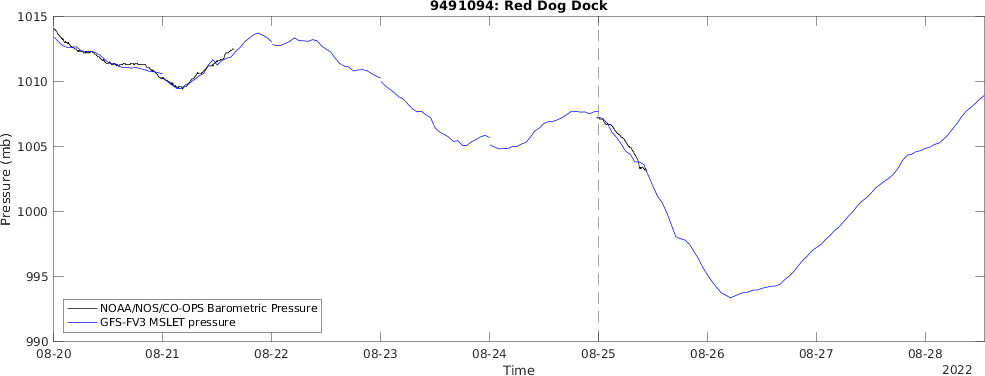 9491094: Red Dog Dock
1015
1010
1005
1000
995
990
Pressure (mb)
NOAA/NOS/CO-OPS Barometric Pressure
GFS-FV3 MSLET pressure
08-20 08-21 08-22 08-23 08-24 08-25 08-26 08-27 08-28
Time
2022